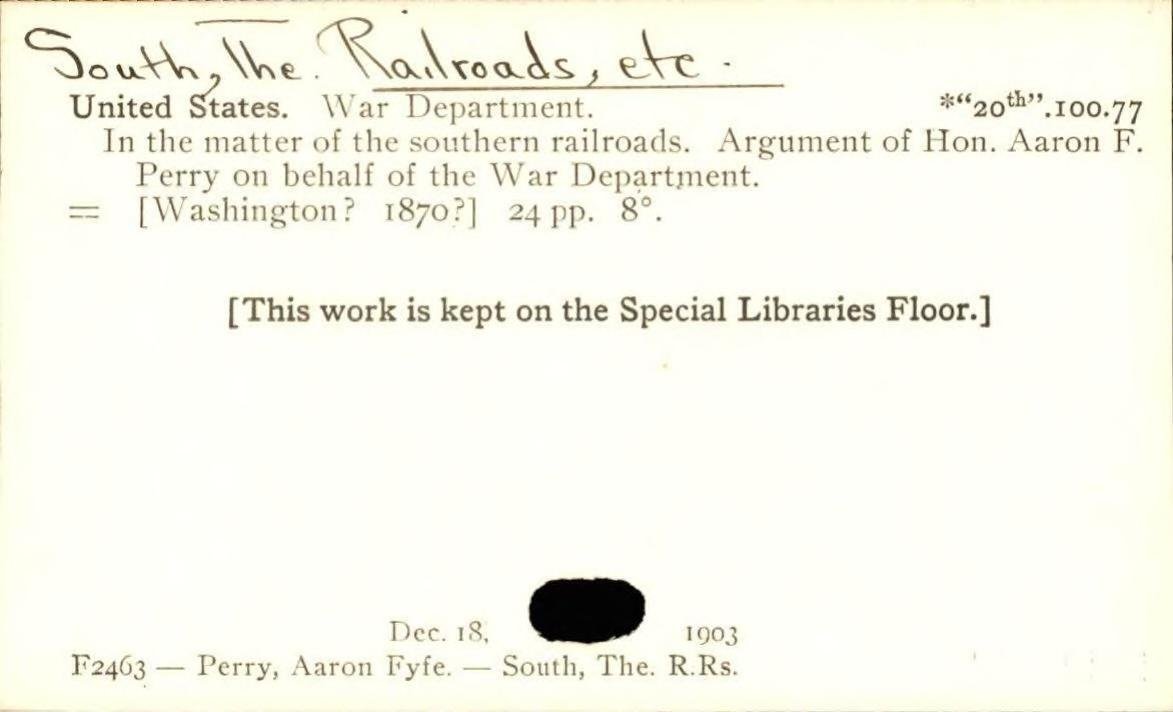 South, The. Railroads, etc.
United States. War Department. *“20th”.100.77
In the matter of the southern railroads. Argument of Hon. Aaron F.
Perry on behalf of the War Department.
= [Washington? 1870?] 24 pp. 8°.
[This work is kept on the Special Libraries Floor.]
Dec. 18, 1903
F2463 — Perry, Aaron Fyfe. — South, The. R.Rs.